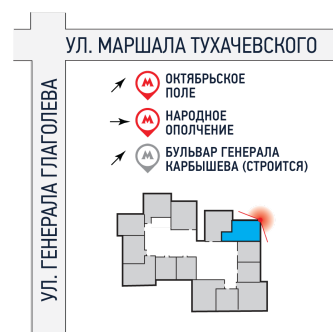 УЛ. МАРШАЛА ТУХАЧЕВСКОГО
УЛ. ГЕНЕРАЛА ГЛАГОЛЕВА
ОКТЯБРЬСКОЕ
ПОЛЕ
НАРОДНОЕ
ОПОЛЧЕНИЕ
БУЛЬВАР ГЕНЕРАЛА
КАРБЫШЕВА (СТРОИТСЯ)